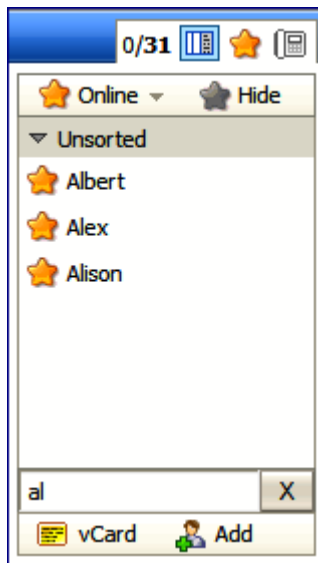 0/31
Online Hide
Unsorted
Albert
Alex
Alison
al X
vCard Add